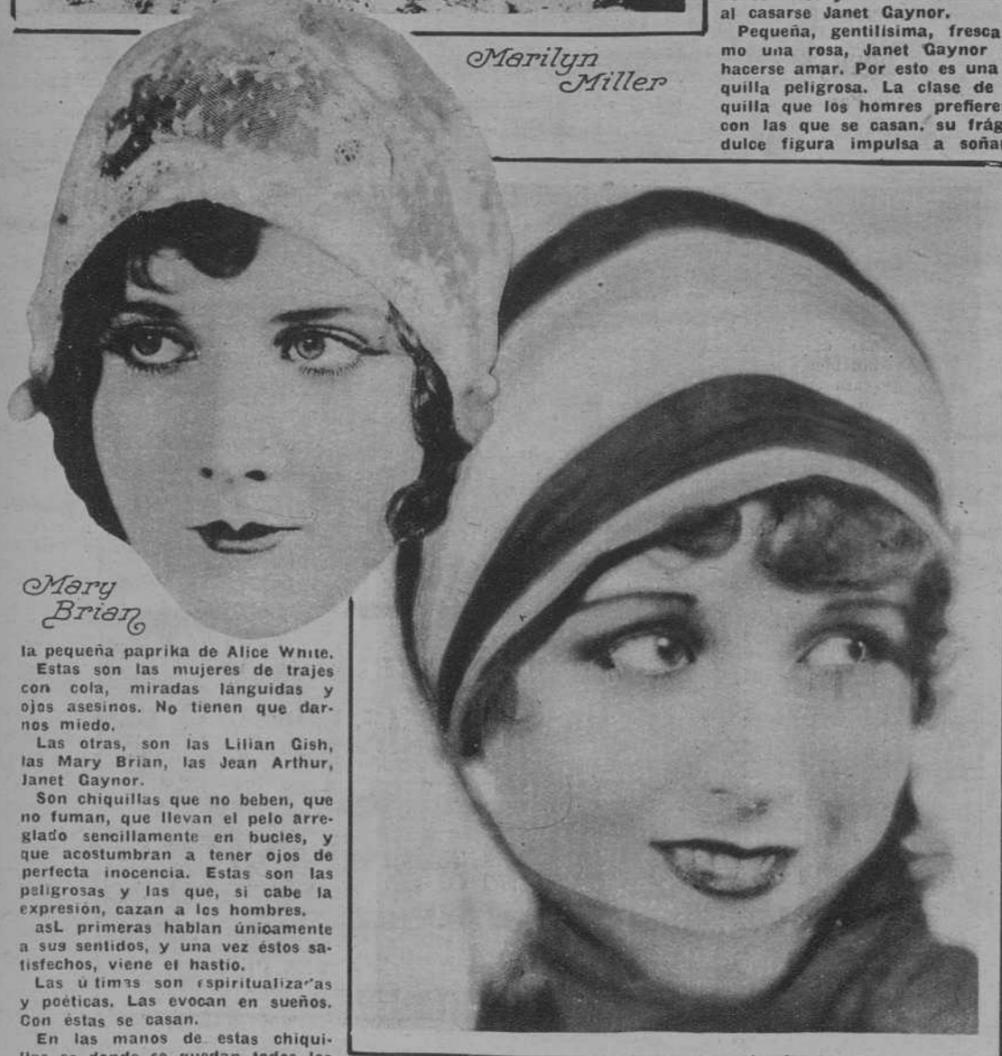 al casarse Janet Gaynor.
Pequeña, gentilísima, fresca
mo una rosa, Janet Gaynor
hacerse amar. Por esto es una
quilla peligrosa. La clase de
quilla que los homres prefiere
con las que se casan. su frág
dulce figura impulsa a soña
Marilyn
Miller
Mary
Brian
la pequeña paprika de Alice White.
Estas son las mujeres de trajes
con cola, miradas lánguidas y
ojos asesinos. No tienen que dar-
nos miedo.
Las otras, son las Lilian Gish,
las Mary Brian, las Jean Arthur,
Janet Gaynor.
Son chiquillas que no beben, que
no fuman, que llevan el pelo arre-
glado sencillamente en bucles, y
que acostumbran a tener ojos de
perfecta inocencia. Estas son las
peligrosas y las que, si cabe la
expresión, cazan a los hombres.
asL primeras hablan únicamente
a sus sentidos, y una vez éstos sa-
tisfechos, viene el hastío.
Las ú timas son espiritualizadas
y poéticas. Las evocan en sueños.
Con éstas se casan.
En las manos de estas chiqui-